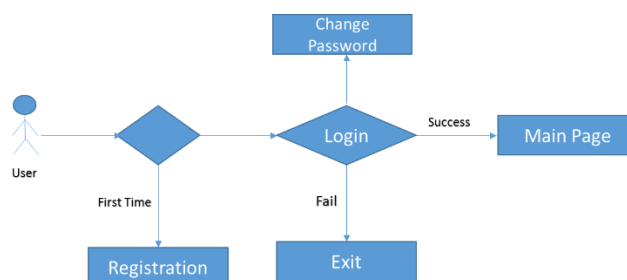 Change
Password
Login
Success
Main Page
User
First Time
Fail
Registration
Exit